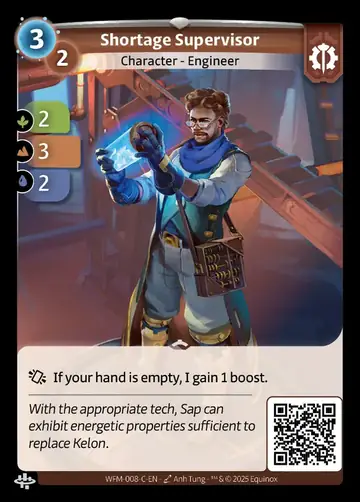 3
2
Shortage Supervisor
Character - Engineer
2
3
2
If your hand is empty, I gain 1 boost.
With the appropriate tech, Sap can
exhibit energetic properties sufficient to
replace Kelon.
WFM-008-C-EN - Anh Tung - ™ & © 2025 Equinox